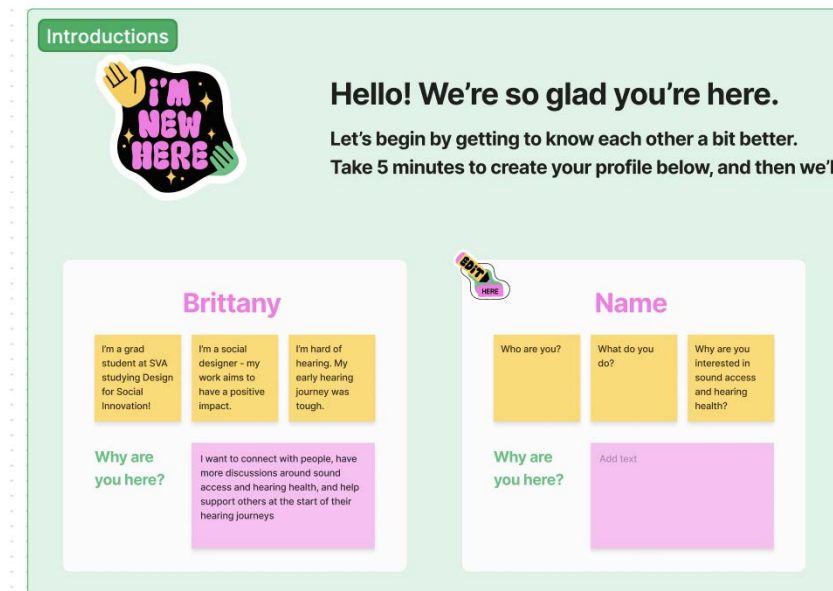 Introductions
I'M
NEW
HERE
Hello! We're so glad you're here.
Let's begin by getting to know each other a bit better.
Take 5 minutes to create your profile below, and then we'l
Brittany
I'm a grad
student at SVA
studying Design
for Social
Innovation!
I'm a social
designer - my
work aims to
have a positive
impact.
I'm hard of
hearing. My
early hearing
journey was
tough.
Why are
you here?
I want to connect with people, have
more discussions around sound
access and hearing health, and help
support others at the start of their
hearing journeys
EDIT
HERE
Name
Who are you?
What do you
do?
Why are you
interested in
sound access
and hearing
health?
Why are
you here?
Add text